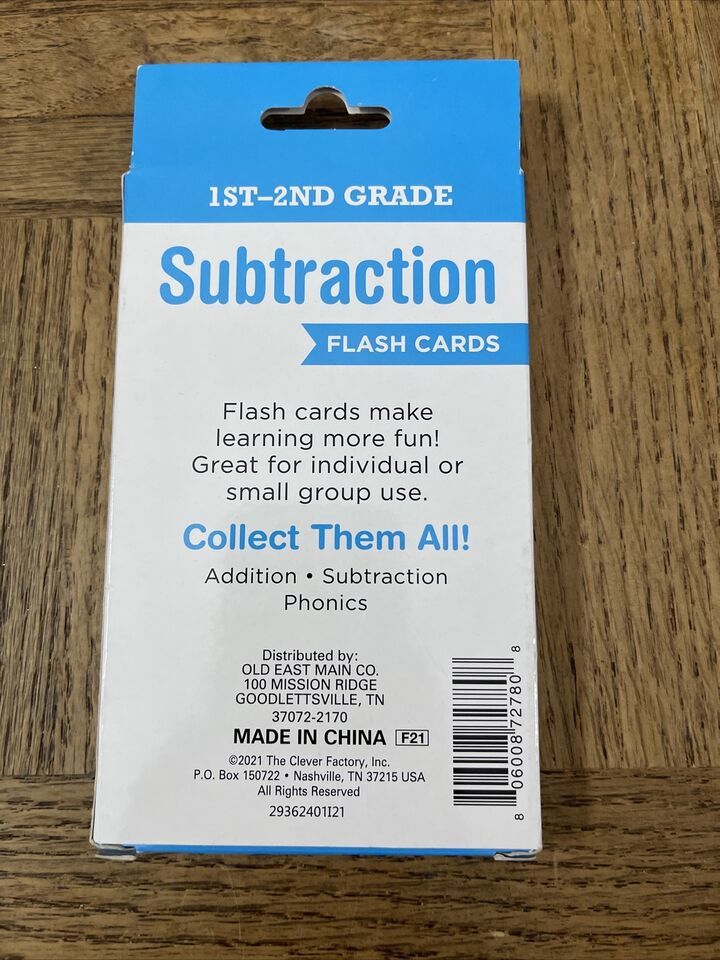 1ST–2ND GRADE
Subtraction
FLASH CARDS
Flash cards make
learning more fun!
Great for individual or
small group use.
Collect Them All!
Addition • Subtraction
Phonics
Distributed by:
OLD EAST MAIN CO.
100 MISSION RIDGE
GOODLETTSVILLE, TN
37072-2170
MADE IN CHINA F21
©2021 The Clever Factory, Inc.
P.O. Box 150722 • Nashville, TN 37215 USA
All Rights Reserved
29362401I21
8 06008 72780 8